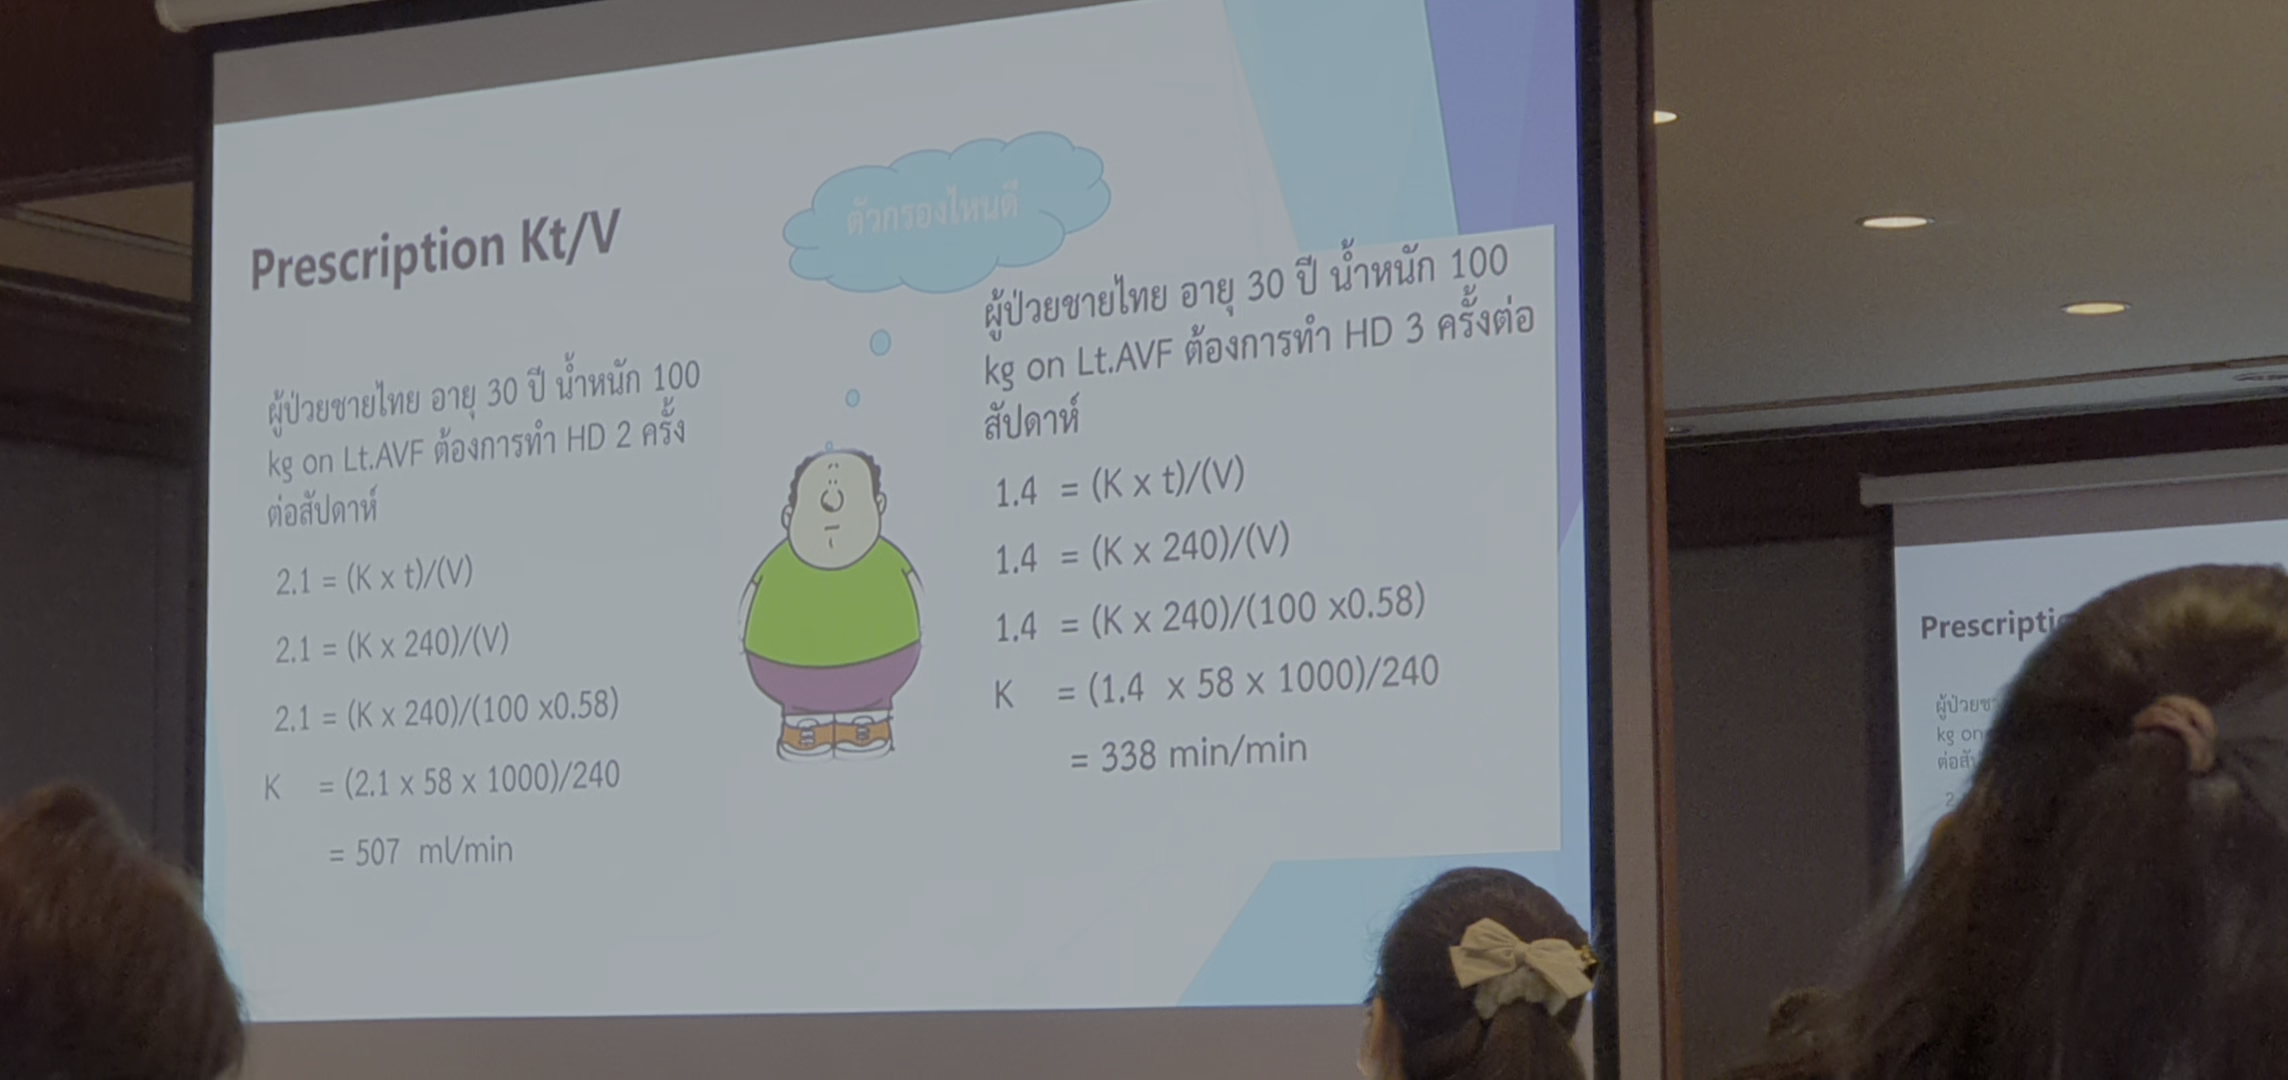 Prescription Kt/V
ตัวกรองไหนดี
ผู้ป่วยชายไทย อายุ 30 ปี น้ำหนัก 100
kg on Lt.AVF ต้องการทำ HD 2 ครั้ง
ต่อสัปดาห์
2.1 = (K x t)/(V)
2.1 = (K x 240)/(V)
2.1 = (K x 240)/(100 x0.58)
K = (2.1 x 58 x 1000)/240
= 507 ml/min
ผู้ป่วยชายไทย อายุ 30 ปี น้ำหนัก 100
kg on Lt.AVF ต้องการทำ HD 3 ครั้งต่อ
สัปดาห์
1.4 = (K x t)/(V)
1.4 = (K x 240)/(V)
1.4 = (K x 240)/(100 x0.58)
K = (1.4 x 58 x 1000)/240
= 338 min/min
kg on
2